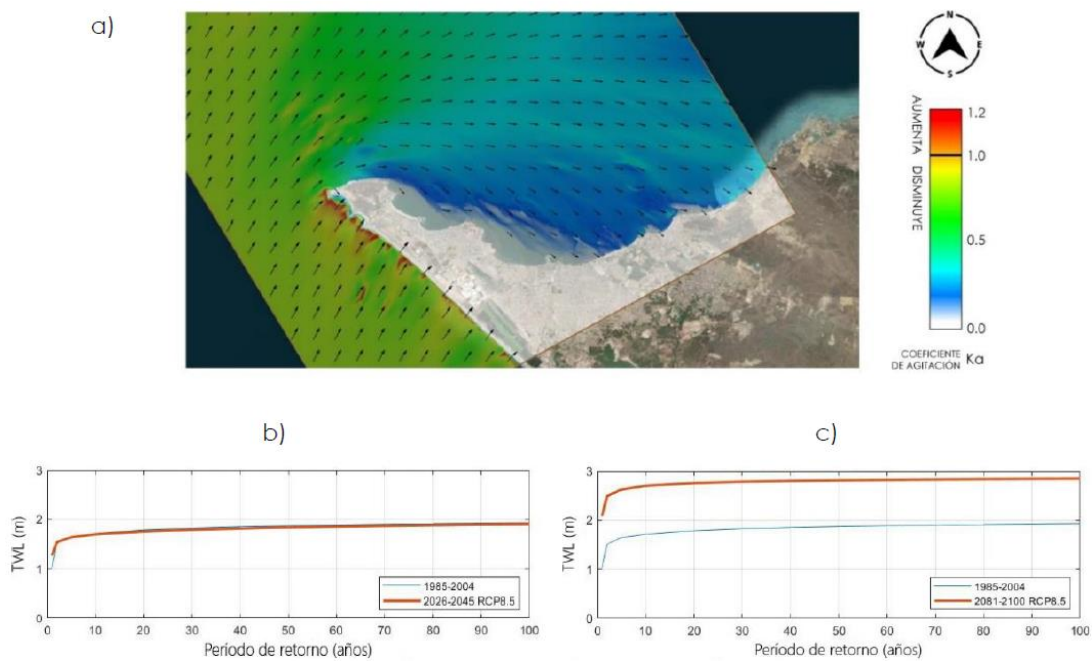 a)
N
W E
S
AUMENTA
DISMINUYE
1.2
1.0
0.5
0.0
COEFICIENTE
DE AGITACIÓN Ka
b)
3
2
1
0
TWL (m)
0 10 20 30 40 50 60 70 80 90 100
Período de retorno (años)
1985-2004
2026-2045 RCP8.5
c)
3
2
1
0
TWL (m)
0 10 20 30 40 50 60 70 80 90 100
Período de retorno (años)
1985-2004
2081-2100 RCP8.5